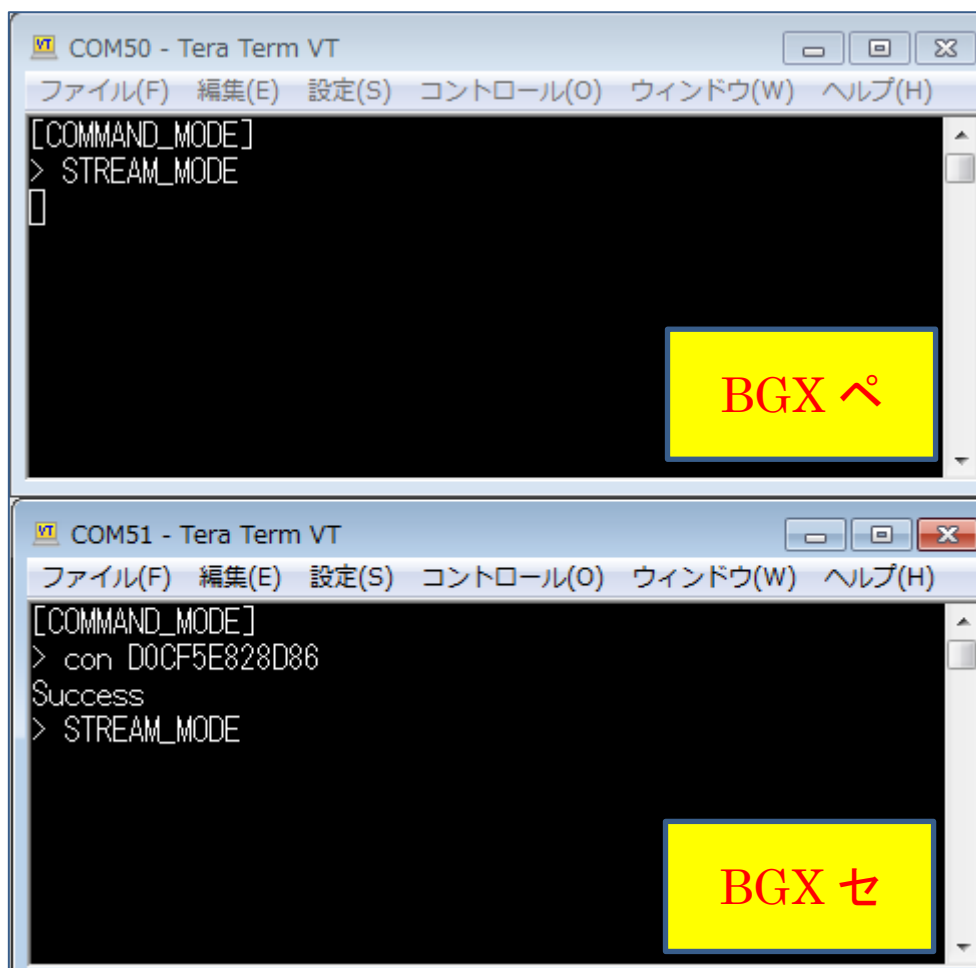 COM50 - Tera Term VT
ファイル(F) 編集(E) 設定(S) コントロール(O) ウィンドウ(W) ヘルプ(H)
[COMMAND_MODE]
> STREAM_MODE
BGX ペ
COM51 - Tera Term VT
ファイル(F) 編集(E) 設定(S) コントロール(O) ウィンドウ(W) ヘルプ(H)
[COMMAND_MODE]
> con D0CF5E828D86
Success
> STREAM_MODE
BGX セ